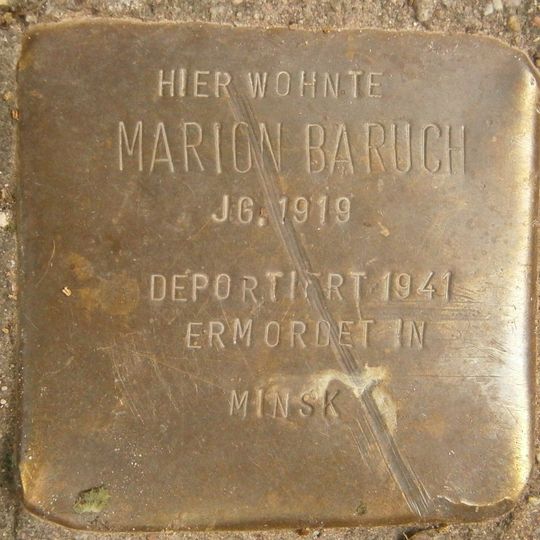 HIER WOHNTE
MARION BARUCH
JG. 1919
DEPORTIERT 1941
ERMORDET IN
MINSK